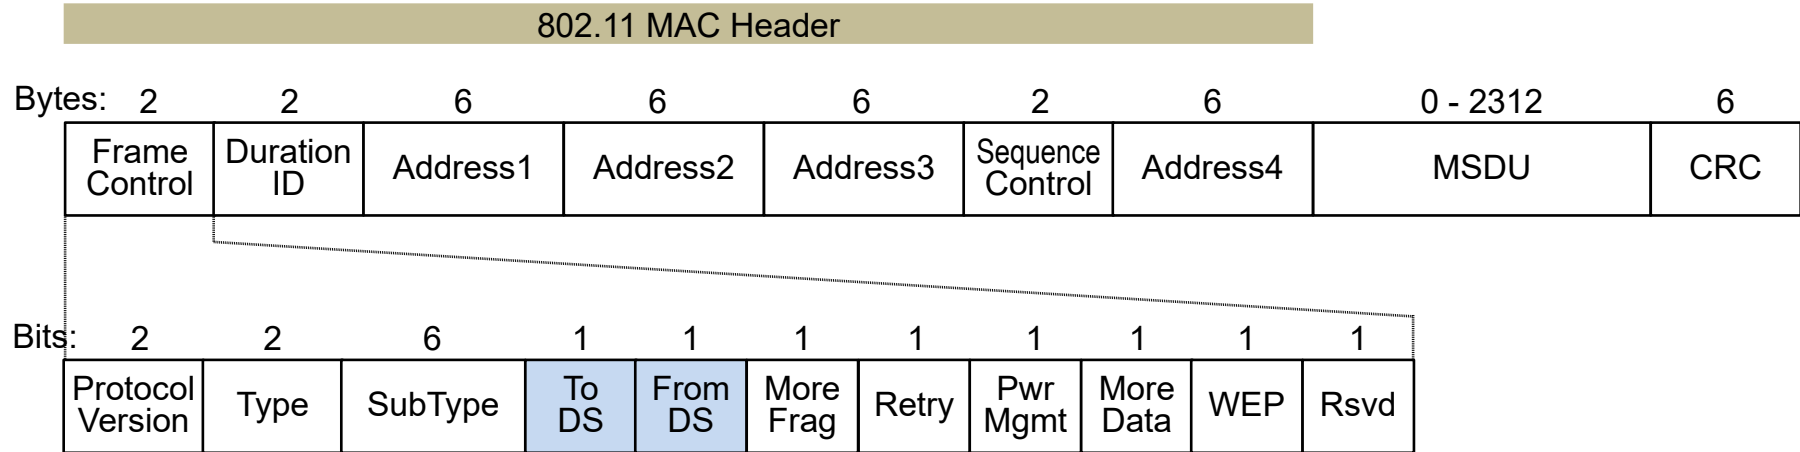 802.11 MAC Header
Bytes: 2 2 6 6 6 2 6 0 - 2312 6
Frame Control Duration ID Address1 Address2 Address3 Sequence Control Address4 MSDU CRC
Bits: 2 2 6 1 1 1 1 1 1 1 1
Protocol Version Type SubType To DS From DS More Frag Retry Pwr Mgmt More Data WEP Rsvd